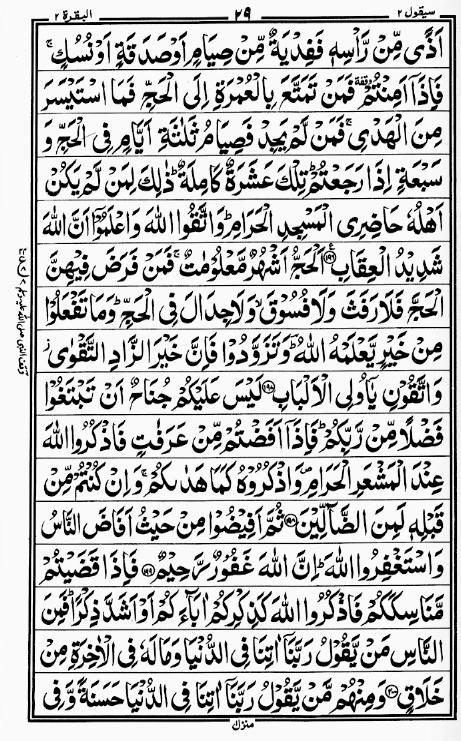 سيقول ٢ ٢٩ البقرة ٢
اَذًى مِّنْ رَّاْسِهٖ فَفِدْيَةٌ مِّنْ صِيَامٍ اَوْ صَدَقَةٍ اَوْ نُسُكٍ ۚ
فَاِذَآ اَمِنْتُمْ ٚ فَمَنْ تَمَتَّعَ بِالْعُمْرَةِ اِلَى الْحَجِّ فَمَا اسْتَيْسَرَ
مِنَ الْهَدْيِ ۚ فَمَنْ لَّمْ يَجِدْ فَصِيَامُ ثَلٰثَةِ اَيَّامٍ فِى الْحَجِّ وَ
سَبْعَةٍ اِذَا رَجَعْتُمْ ؕ تِلْكَ عَشَرَةٌ كَامِلَةٌ ؕ ذٰلِكَ لِمَنْ لَّمْ يَكُنْ
اَهْلُهٗ حَاضِرِى الْمَسْجِدِ الْحَرَامِ ؕ وَاتَّقُوا اللّٰهَ وَاعْلَمُوْٓا اَنَّ اللّٰهَ
شَدِيْدُ الْعِقَابِ ۝١٩٦ اَلْحَجُّ اَشْهُرٌ مَّعْلُوْمٰتٌ ۚ فَمَنْ فَرَضَ فِيْهِنَّ
الْحَجَّ فَلَا رَفَثَ وَلَا فُسُوْقَ ۙ وَلَا جِدَالَ فِى الْحَجِّ ؕ وَمَا تَفْعَلُوْا
مِنْ خَيْرٍ يَّعْلَمْهُ اللّٰهُ ؕ وَتَزَوَّدُوْا فَاِنَّ خَيْرَ الزَّادِ التَّقْوٰى ۡ
وَاتَّقُوْنِ يٰٓاُولِى الْاَلْبَابِ ۝١٩٧ لَيْسَ عَلَيْكُمْ جُنَاحٌ اَنْ تَبْتَغُوْا
فَضْلًا مِّنْ رَّبِّكُمْ ؕ فَاِذَآ اَفَضْتُمْ مِّنْ عَرَفٰتٍ فَاذْكُرُوا اللّٰهَ
عِنْدَ الْمَشْعَرِ الْحَرَامِ ۪ وَاذْكُرُوْهُ كَمَا هَدٰىكُمْ ۚ وَاِنْ كُنْتُمْ مِّنْ
قَبْلِهٖ لَمِنَ الضَّآلِّيْنَ ۝١٩٨ ثُمَّ اَفِيْضُوْا مِنْ حَيْثُ اَفَاضَ النَّاسُ
وَاسْتَغْفِرُوا اللّٰهَ ؕ اِنَّ اللّٰهَ غَفُوْرٌ رَّحِيْمٌ ۝١٩٩ فَاِذَا قَضَيْتُمْ
مَّنَاسِكَكُمْ فَاذْكُرُوا اللّٰهَ كَذِكْرِكُمْ اٰبَآءَكُمْ اَوْ اَشَدَّ ذِكْرًا ؕ فَمِنَ
النَّاسِ مَنْ يَّقُوْلُ رَبَّنَآ اٰتِنَا فِى الدُّنْيَا وَمَا لَهٗ فِى الْاٰخِرَةِ مِنْ
خَلَاقٍ ۝٢٠٠ وَمِنْهُمْ مَّنْ يَّقُوْلُ رَبَّنَآ اٰتِنَا فِى الدُّنْيَا حَسَنَةً وَّ فِى
منزل